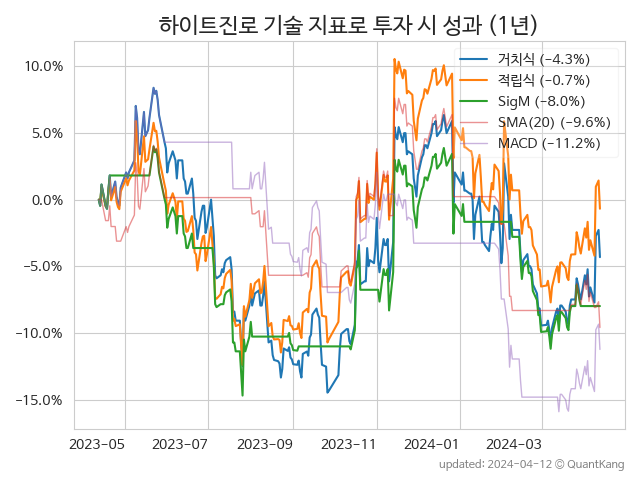 하이트진로 기술 지표로 투자 시 성과 (1년)
거치식 (−4.3%)
적립식 (−0.7%)
SigM (−8.0%)
SMA(20) (−9.6%)
MACD (−11.2%)
10.0%
5.0%
0.0%
−5.0%
−10.0%
−15.0%
2023-05 2023-07 2023-09 2023-11 2024-01 2024-03
updated: 2024-04-12 © QuantKang